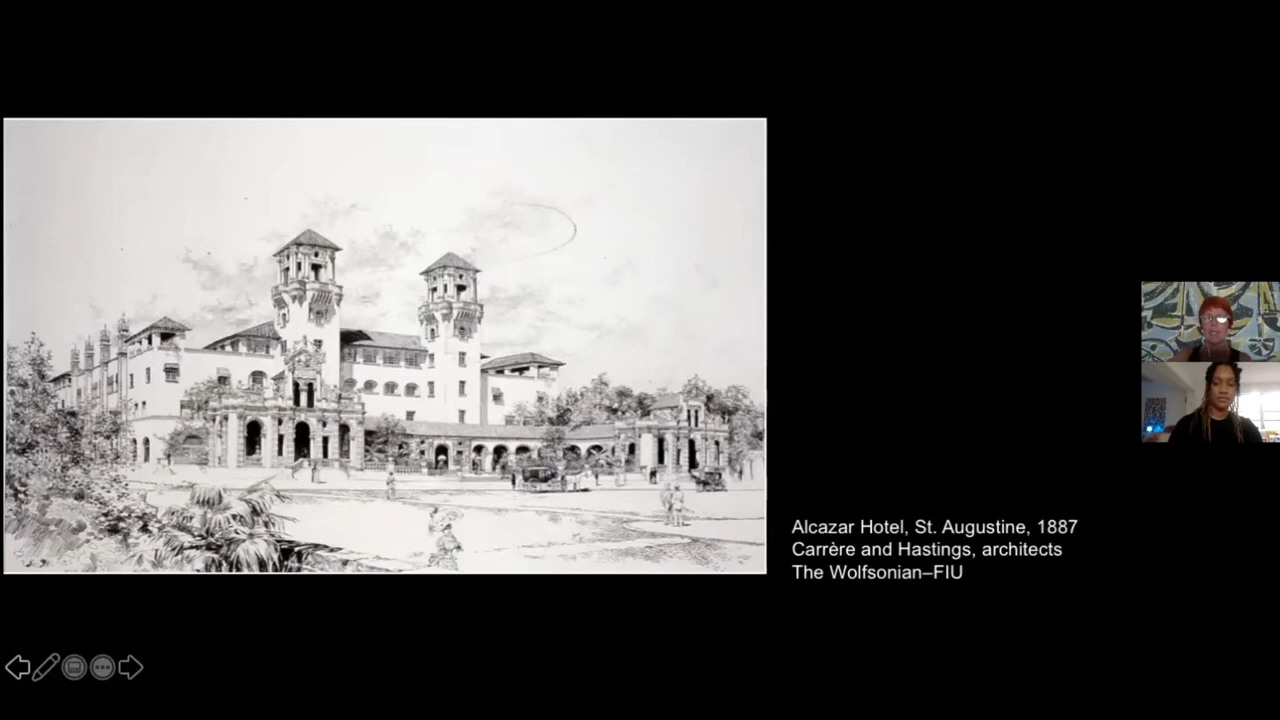 Alcazar Hotel, St. Augustine, 1887
Carrère and Hastings, architects
The Wolfsonian–FIU